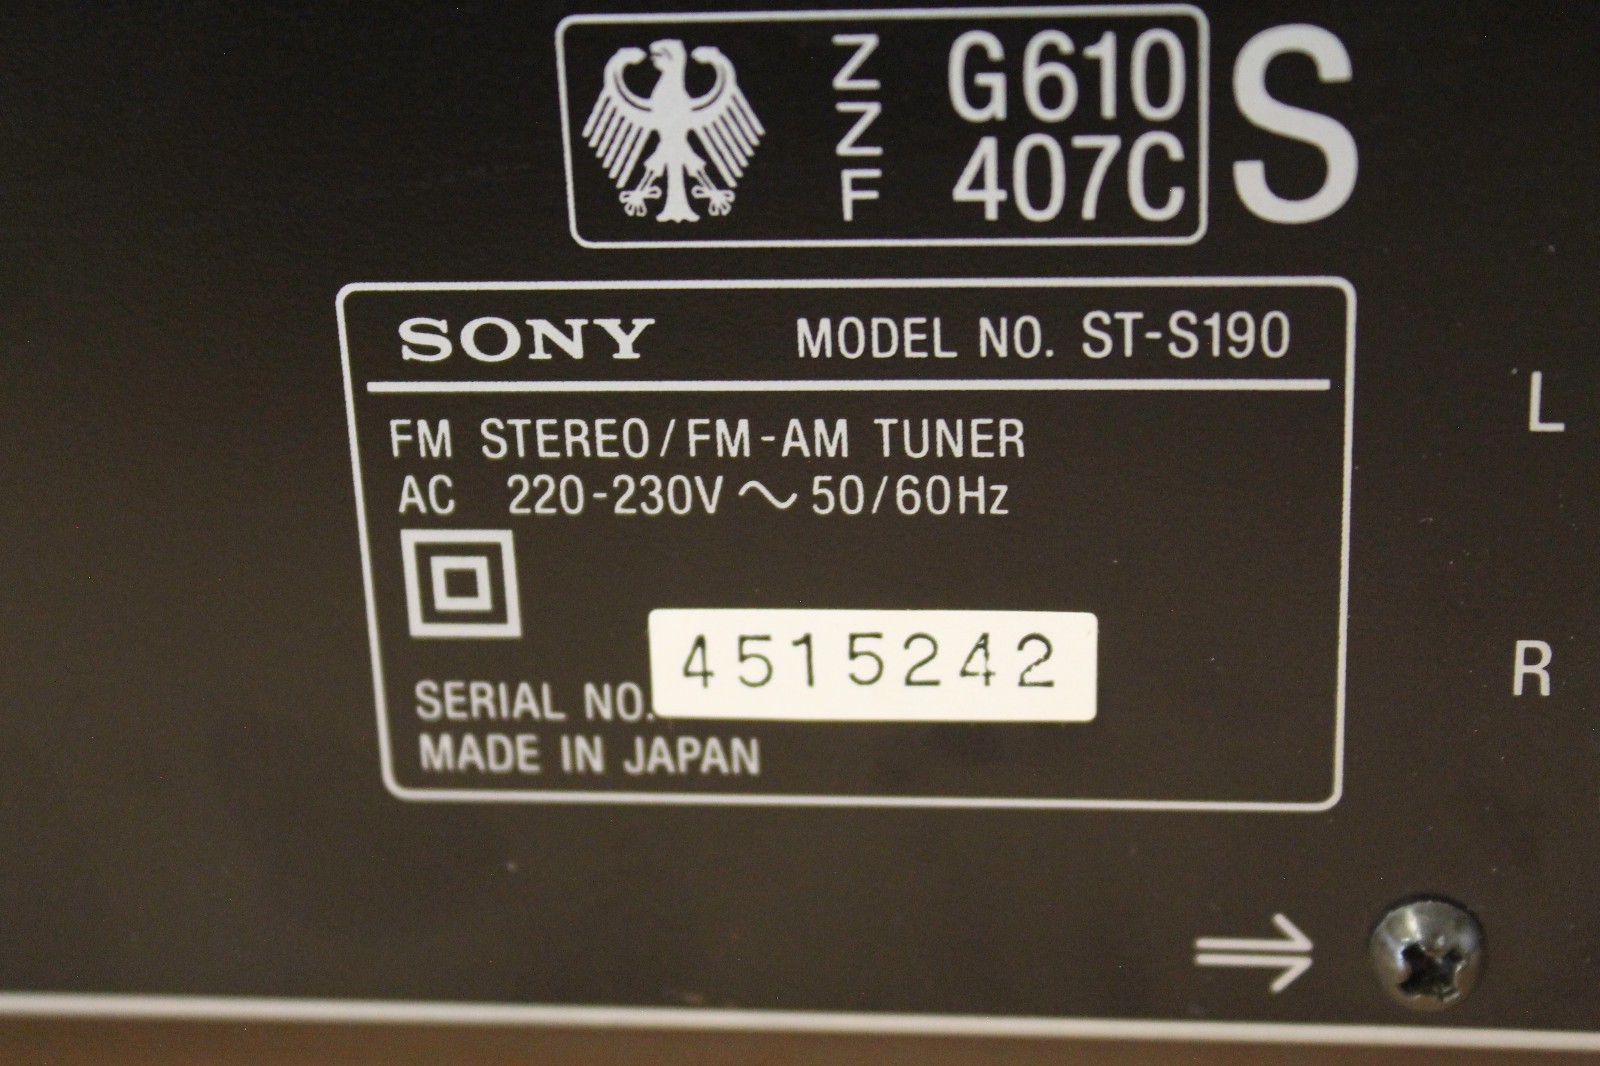 Z Z F
G610
407C
S
SONY MODEL NO. ST-S190
FM STEREO/FM-AM TUNER
AC 220-230V ~ 50/60Hz
4515242
SERIAL NO.
MADE IN JAPAN
L
R